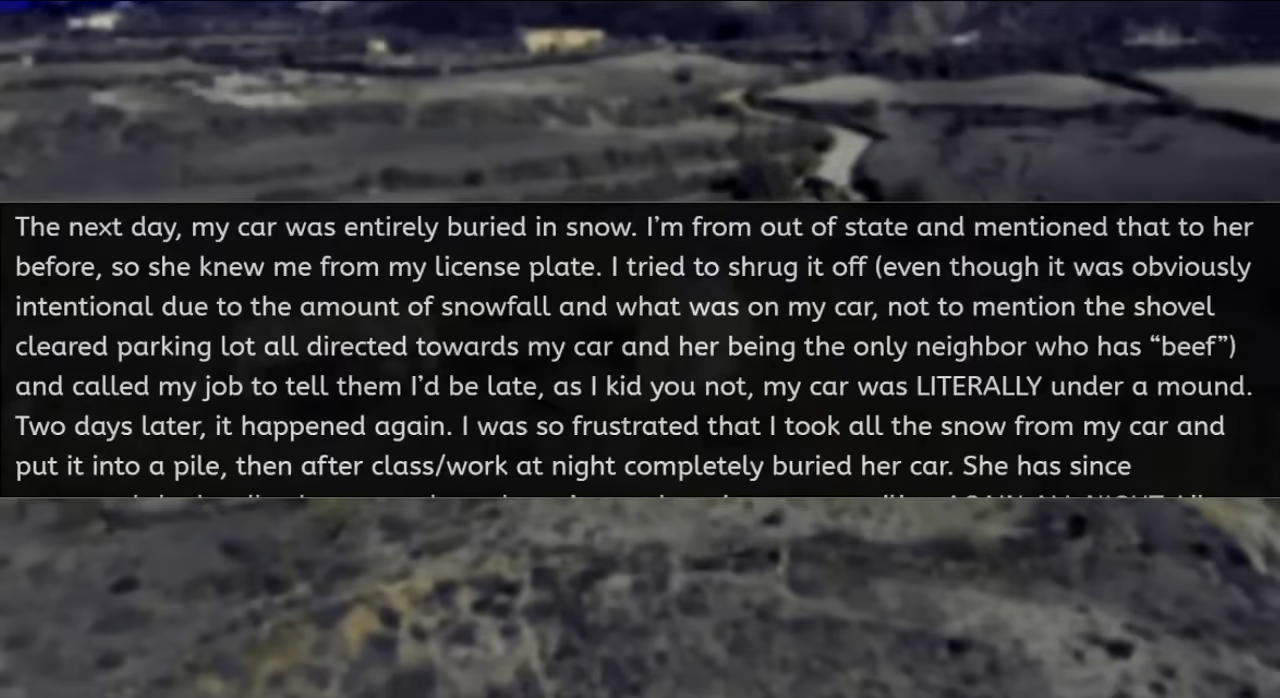 The next day, my car was entirely buried in snow. I’m from out of state and mentioned that to her
before, so she knew me from my license plate. I tried to shrug it off (even though it was obviously
intentional due to the amount of snowfall and what was on my car, not to mention the shovel
cleared parking lot all directed towards my car and her being the only neighbor who has “beef”)
and called my job to tell them I’d be late, as I kid you not, my car was LITERALLY under a mound.
Two days later, it happened again. I was so frustrated that I took all the snow from my car and
put it into a pile, then after class/work at night completely buried her car. She has since
AGAIN ALL NIGHT